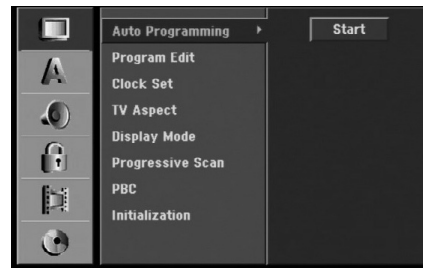 Auto Programming
Start
Program Edit
Clock Set
TV Aspect
Display Mode
Progressive Scan
PBC
Initialization
A